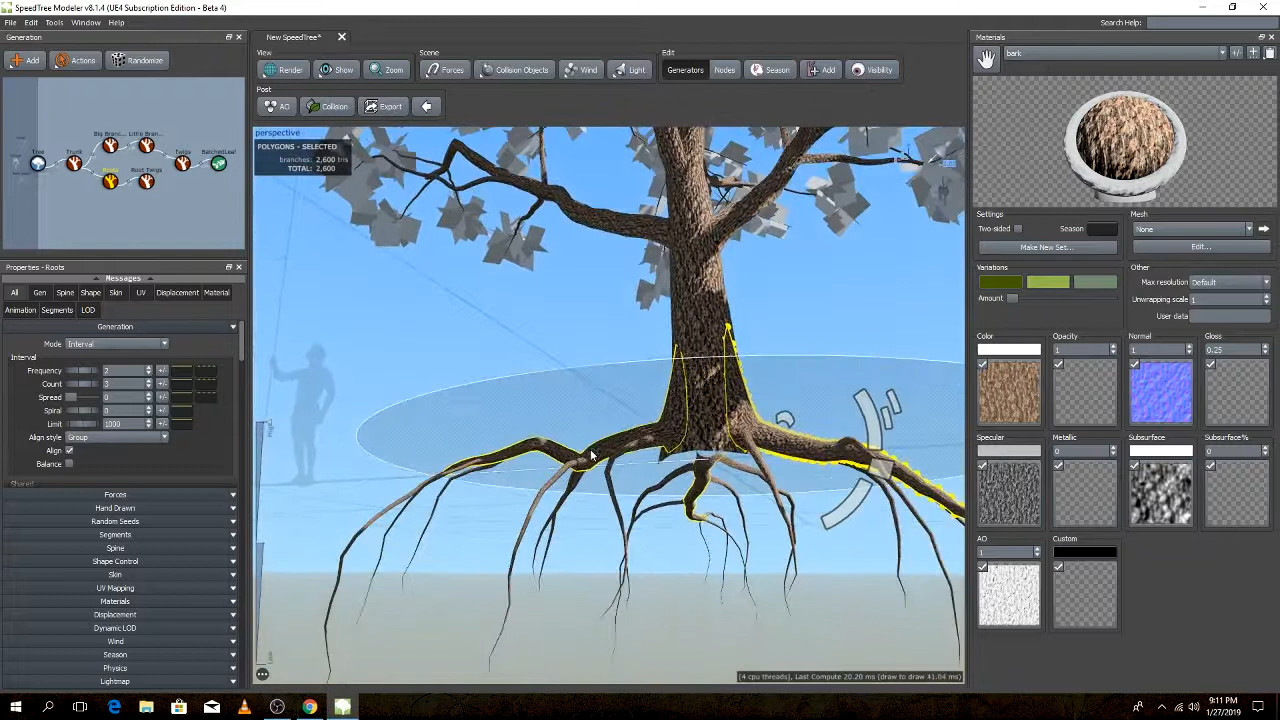 SpeedTree Modeler v8.1.4 (UE4 Subscription Edition - Beta 4)
File Edit Tools Window Help
Search Help:
Generation
Add Actions Randomize
Tree Trunk Big Branc... Little Bran... Twigs BatchedLeaf
Roots Root Twigs
Properties - Roots
Messages
All Gen Spine Shape Skin UV Displacement Material
Animation Segments LOD
Generation
Mode Interval
Interval
Frequency 2
Count 3
Spread 0
Spiral 0
Limit 1000
Align style Group
Align
Balance
Shared
Forces
Hand Drawn
Random Seeds
Segments
Spine
Shape Control
Skin
UV Mapping
Materials
Displacement
Dynamic LOD
Wind
Season
Physics
Lightmap
New SpeedTree*
View Scene Edit
Render Show Zoom Forces Collision Objects Wind Light Generators Nodes Season Add Visibility
Post
AO Collision Export
perspective
POLYGONS - SELECTED
branches: 2,600 tris
TOTAL: 2,600
High
Low
[4 cpu threads], Last Compute 20.20 ms (draw to draw 41.04 ms)
Materials
bark
Settings
Two-sided Season
Make New Set...
Mesh
None
Edit...
Variations
Amount
Other
Max resolution Default
Unwrapping scale 1
User data
Color Opacity Normal Gloss
1 1 0.25
Specular Metallic Subsurface Subsurface%
0 0
AO Custom
1
9:11 PM
1/27/2019